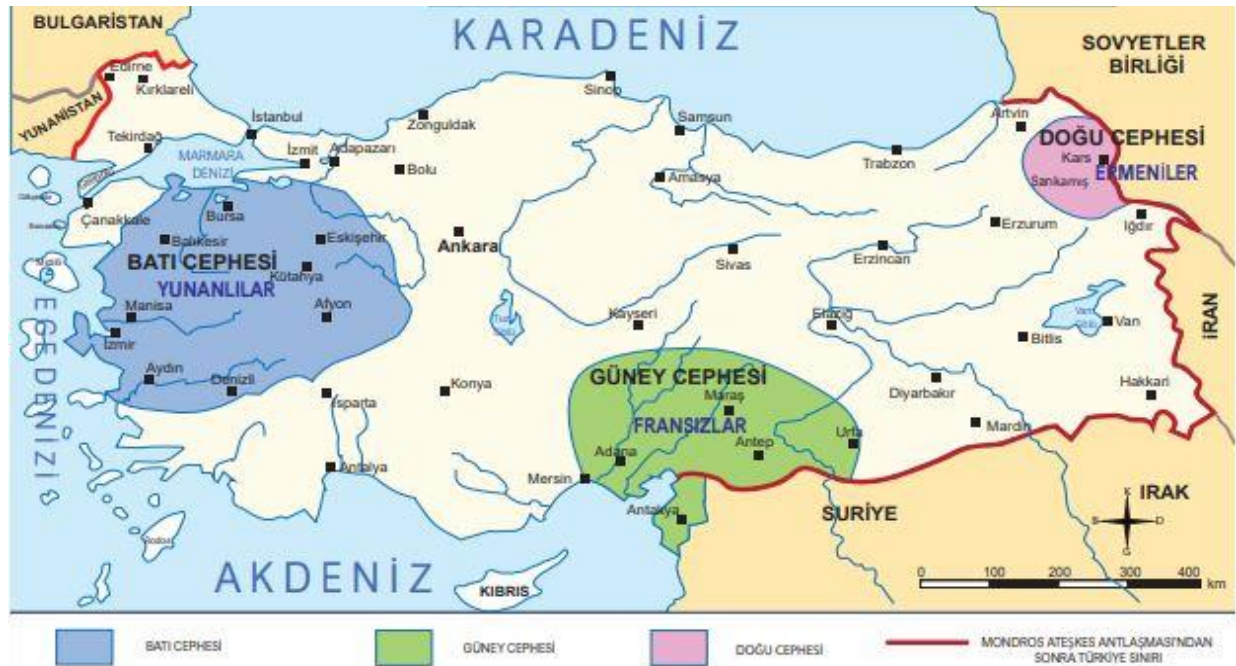 BULGARİSTAN
KARADENİZ
SOVYETLER
BİRLİĞİ
YUNANİSTAN
Edirne
Kırklareli
İstanbul
Tekirdağ
MARMARA
DENİZİ
İzmit
Adapazarı
Zonguldak
Bolu
Sinop
Samsun
Amasya
Trabzon
Artvin
DOĞU CEPHESİ
Kars
ERMENİLER
Sarıkamış
Iğdır
Erzurum
Erzincan
Çanakkale
Bursa
Balıkesir
Eskişehir
BATI CEPHESİ
Kütahya
YUNANLILAR
Manisa
Afyon
İzmir
Aydın
Denizli
EGE DENİZİ
Ankara
Sivas
Kayseri
Elazığ
Van
Bitlis
Hakkari
İRAN
Diyarbakır
Mardin
Konya
Isparta
Antalya
GÜNEY CEPHESİ
Maraş
FRANSIZLAR
Adana
Antep
Urfa
Mersin
Antakya
SURİYE
IRAK
K
B
D
G
Rodos
AKDENİZ
KIBRIS
0 100 200 300 400 km
BATI CEPHESİ
GÜNEY CEPHESİ
DOĞU CEPHESİ
MONDROS ATEŞKES ANTLAŞMASI'NDAN
SONRA TÜRKİYE SINIRI